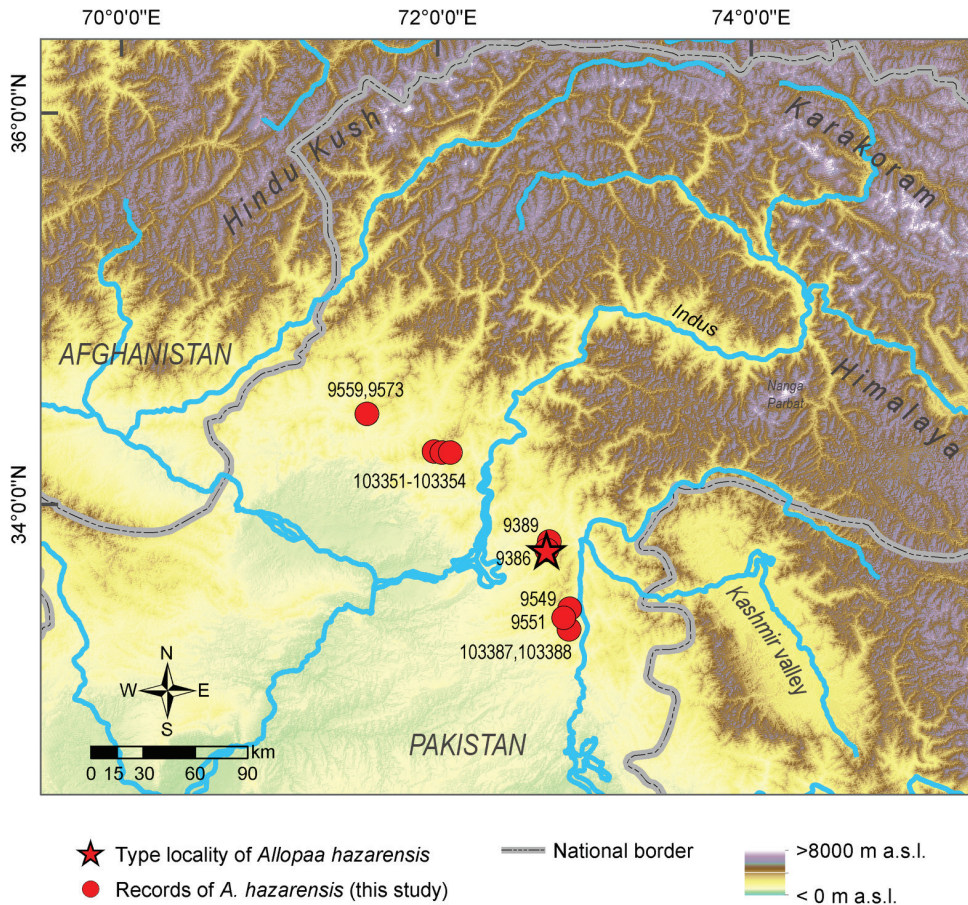 70°0'0"E 72°0'0"E 74°0'0"E
36°0'0"N
34°0'0"N
Hindu Kush
Karakoram
Indus
AFGHANISTAN
Himalaya
Nanga
Parbat
9559,9573
103351-103354
9389
9386
9549
9551
103387,103388
Kashmir valley
N
W E
S
PAKISTAN
km
0 15 30 60 90
Type locality of Allopaa hazarensis
Records of A. hazarensis (this study)
National border
>8000 m a.s.l.
< 0 m a.s.l.